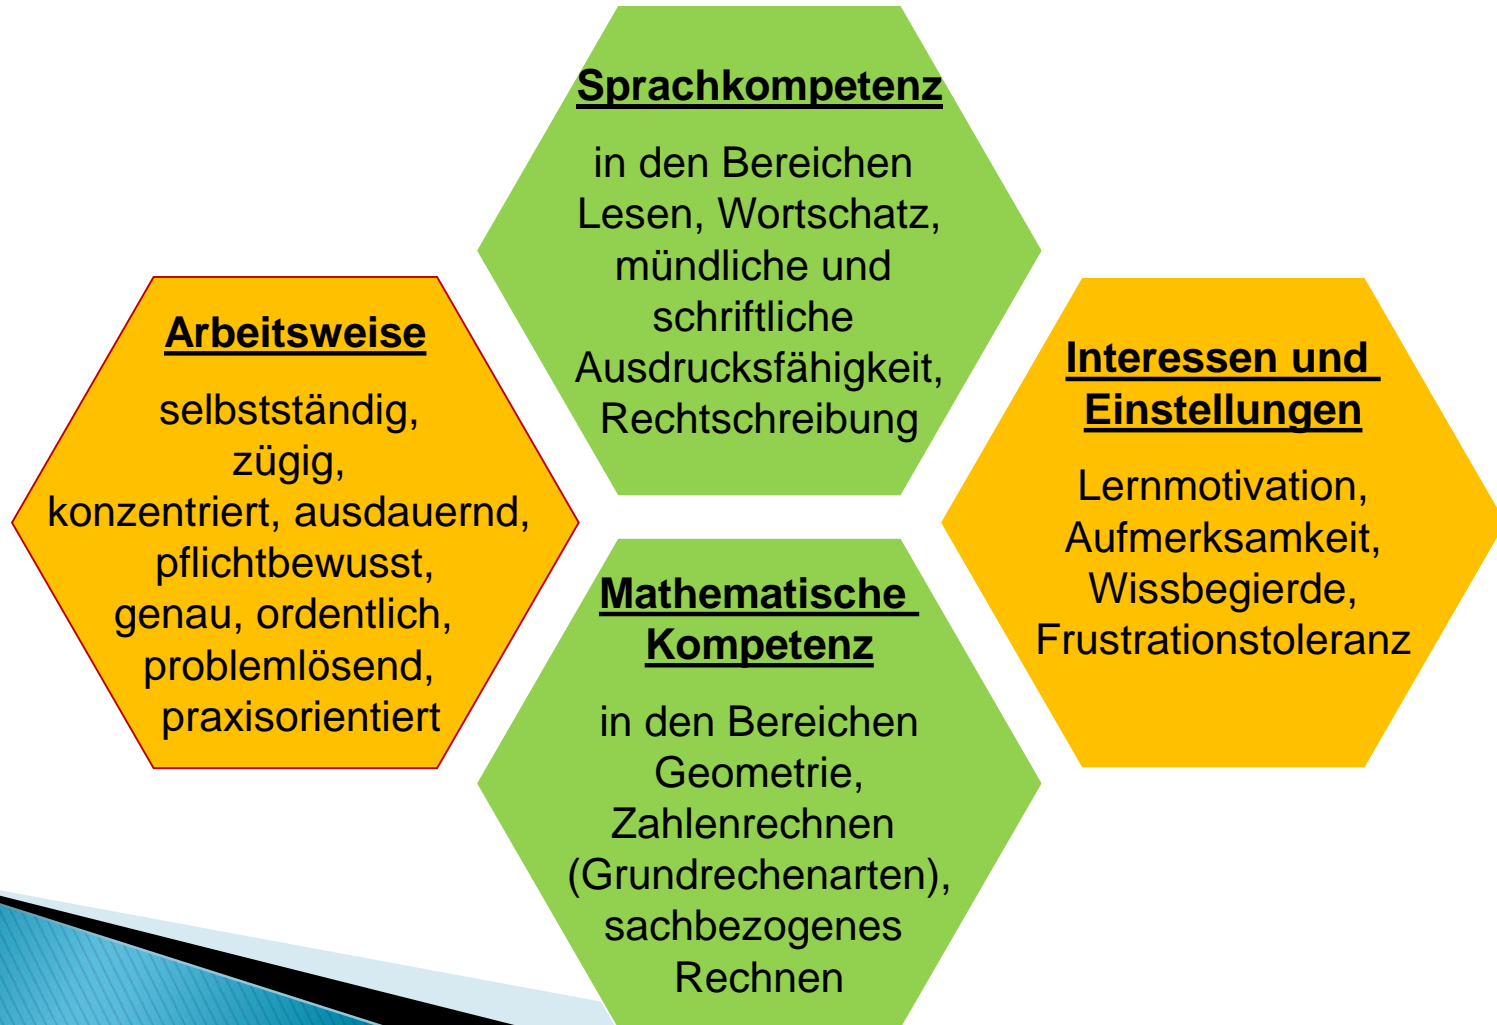 Sprachkompetenz
in den Bereichen
Lesen, Wortschatz,
mündliche und
schriftliche
Ausdrucksfähigkeit,
Rechtschreibung
Arbeitsweise
selbstständig,
zügig,
konzentriert, ausdauernd,
pflichtbewusst,
genau, ordentlich,
problemlösend,
praxisorientiert
Interessen und
Einstellungen
Lernmotivation,
Aufmerksamkeit,
Wissbegierde,
Frustrationstoleranz
Mathematische
Kompetenz
in den Bereichen
Geometrie,
Zahlenrechnen
(Grundrechenarten),
sachbezogenes
Rechnen